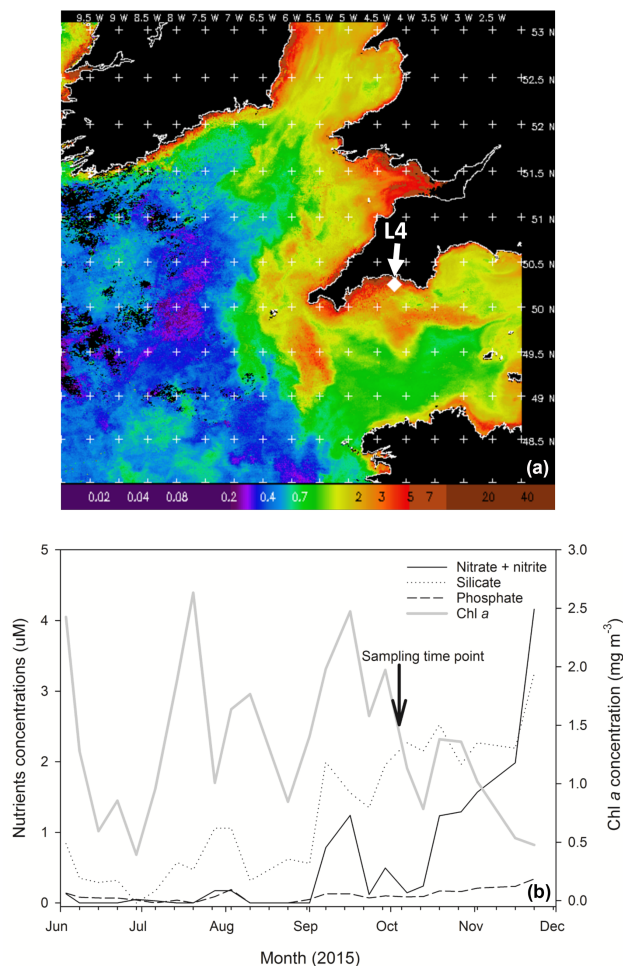 9.5 W 9 W 8.5 W 8 W 7.5 W 7 W 6.5 W 6 W 5.5 W 5 W 4.5 W 4 W 3.5 W 3 W 2.5 W
53 N
52.5 N
52 N
51.5 N
51 N
L4
50.5 N
50 N
49.5 N
49 N
48.5 N
(a)
0.02 0.04 0.08 0.2 0.4 0.7 2 3 5 7 20 40
5 3.0
Nitrate + nitrite
Silicate
Phosphate
Chl a
4 2.5
Sampling time point
3 2.0
Nutrients concentrations (uM)
Chl a concentration (mg m-3)
1.5
2
1.0
1 0.5
(b)
0 0.0
Jun Jul Aug Sep Oct Nov Dec
Month (2015)